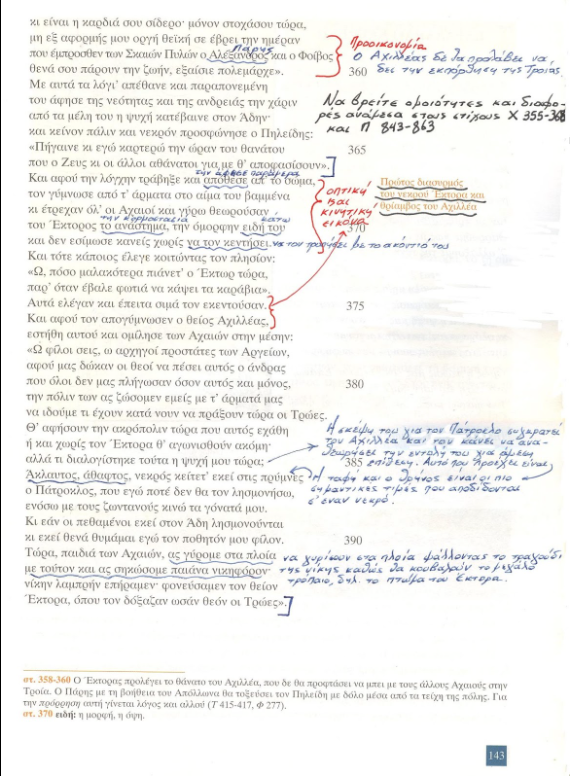 κι είναι η καρδιά σου σίδερο· μόνον στοχάσου τώρα,
μη εξ αφορμής μου οργή θεϊκή σε έβρει την ημέραν
Πάρης
που έμπροσθεν των Σκαιών Πυλών ο Αλέξανδρος και ο Φοίβος
θενά σου πάρουν την ζωήν, εξαίσιε πολεμάρχε». 360
Προοικονομία
ο Αχιλλέας δε θα προλάβει να
δει την εκπόρθηση της Τροίας.
Με αυτά τα λόγι' απέθανε και παραπονεμένη
του άφησε της νεότητος και της ανδρειάς την χάριν
από τα μέλη του η ψυχή κατέβαινε στον Άδην·
και κείνον πάλιν και νεκρόν προσφώνησε ο Πηλείδης:
Να βρείτε ομοιότητες και διαφο-
ρές ανάμεσα στους στίχους Χ 355-368
και Π 843-863
«Πήγαινε κι εγώ καρτερώ την ώραν του θανάτου 365
που ο Ζευς κι οι άλλοι αθάνατοι για με θ' αποφασίσουν».
την άφησε παράμερα
Και αφού την λόγχην τράβηξε και απόθεσε απ' το σώμα,
τον γύμνωσε από τ' άρματα στο αίμα του βαμμένα
κι έτρεχαν όλ' οι Αχαιοί και γύρω θεωρούσαν
την κορμοστασιά
του Έκτορος το ανάστημα, την όμορφην ειδή του 370
και δεν εσίμωσε κανείς χωρίς να τον κεντήσει.
να τον τρυπήσει με το ακόντιό του
οπτική
και
κινητική
εικόνα
Πρώτος διασυρμός
του νεκρού Έκτορα και
θρίαμβος του Αχιλλέα
Και τότε κάποιος έλεγε κοιτώντας τον πλησίον:
«Ω, πόσο μαλακότερα πιάνετ' ο Έκτωρ τώρα,
παρ' όταν έβαλε φωτιά να κάψει τα καράβια».
Αυτά ελέγαν και έπειτα σιμά τον εκεντούσαν. 375
Και αφού τον απογύμνωσεν ο θείος Αχιλλέας,
εστήθη αυτού και ομίλησε των Αχαιών στην μέσην:
«Ω φίλοι σεις, ω αρχηγοί προστάτες των Αργείων,
αφού μας δώκαν οι θεοί να πέσει αυτός ο άνδρας
που όλοι δεν μας πλήγωσαν όσον αυτός και μόνος, 380
την πόλιν των ας ζώσομεν εμείς με τ' άρματά μας
να ιδούμε τι έχουν κατά νουν να πράξουν τώρα οι Τρώες.
Θ' αφήσουν την ακρόπολιν τώρα που αυτός εχάθη
ή και χωρίς τον Έκτορα θ' αγωνισθούν ακόμη·
αλλά τι διαλογίστηκε τούτα η ψυχή μου τώρα; 385
Η σκέψη του για τον Πάτροκλο συγκρατεί
τον Αχιλλέα και τον κάνει να ανα-
θεωρήσει την εντολή του για άμεση
επίθεση. Αυτό που προέχει είναι
Άκλαυτος, άθαφτος, νεκρός κείτετ' εκεί στις πρύμνες
ο Πάτροκλος, που εγώ ποτέ δεν θα τον λησμονήσω,
ενόσω με τους ζωντανούς κινώ τα γόνατά μου.
Η ταφή και ο θρήνος είναι οι πιο
σημαντικές τιμές που αποδίδονται
σ' έναν νεκρό.
Κι εάν οι πεθαμένοι εκεί στον Άδη λησμονούνται
κι εκεί θενά θυμάμαι εγώ τον ποθητόν μου φίλον. 390
Τώρα, παιδιά των Αχαιών, ας γύρομε στα πλοία
με τούτον και ας σηκώσομε παιάνα νικηφόρον·
νίκην λαμπρήν επήραμεν· φονεύσαμεν τον θείον
Έκτορα, όπου τον δόξαζαν ωσάν θεόν οι Τρώες».
να γυρίσουν στα πλοία ψάλλοντας το τραγούδι
της νίκης καθώς θα κουβαλούν το μεγάλο
τρόπαιο, δηλ. το πτώμα του Έκτορα..
στ. 358-360 Ο Έκτορας προλέγει το θάνατο του Αχιλλέα, που δε θα προφτάσει να μπει με τους άλλους Αχαιούς στην
Τροία. Ο Πάρης με τη βοήθεια του Απόλλωνα θα τοξεύσει τον Πηλείδη με δόλο μέσα από τα τείχη της πόλης. Για
την πρόρρηση αυτή γίνεται λόγος και αλλού (Τ 415-417, Φ 277).
στ. 370 ειδή: η μορφή, η όψη.
143